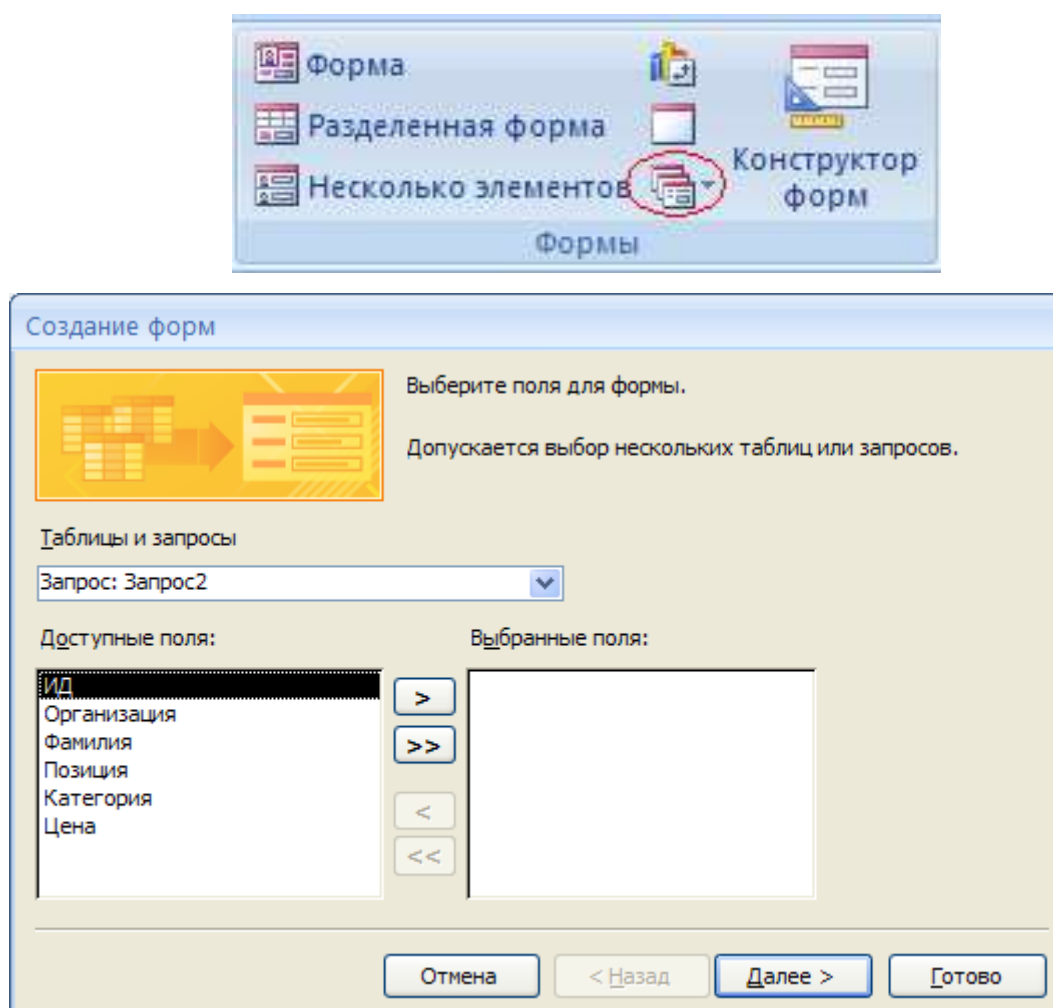 Форма
Разделенная форма
Несколько элементов
Конструктор
форм
Формы
Создание форм
Выберите поля для формы.
Допускается выбор нескольких таблиц или запросов.
Таблицы и запросы
Запрос: Запрос2
Доступные поля:
Выбранные поля:
ИД
Организация
Фамилия
Позиция
Категория
Цена
>
>>
<
<<
Отмена
< Назад
Далее >
Готово